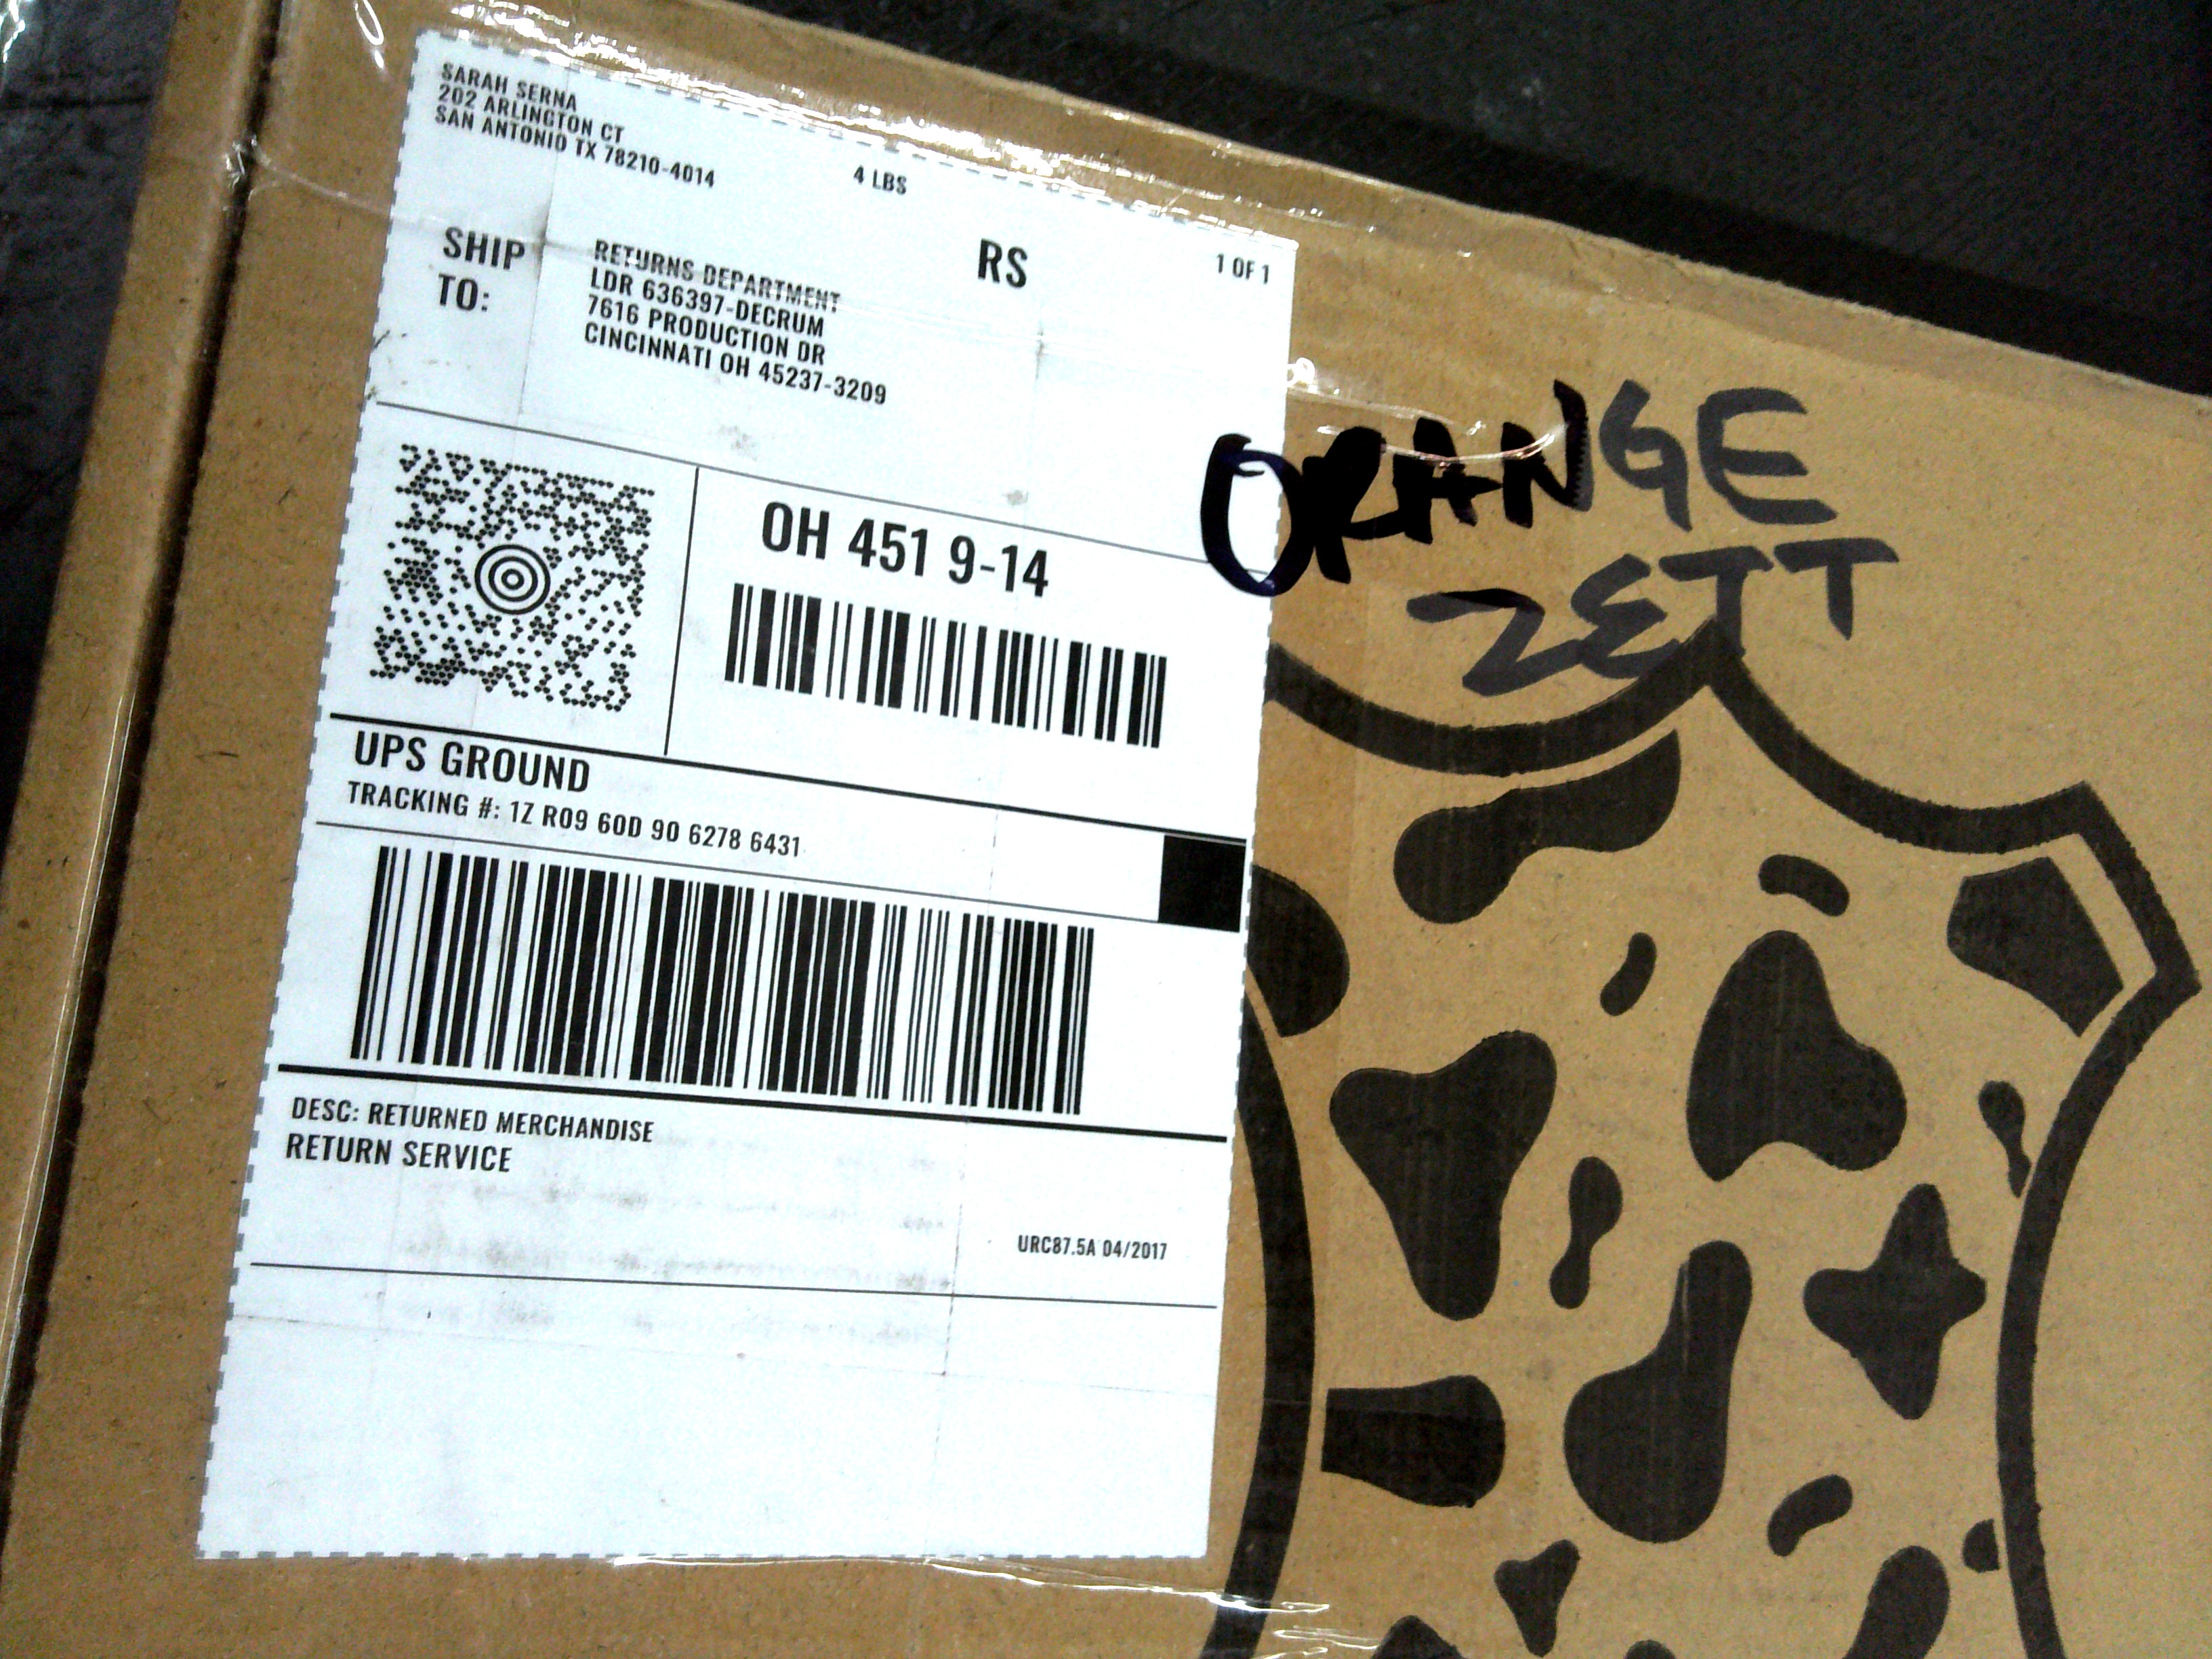 SARAH SERNA
202 ARLINGTON CT
SAN ANTONIO TX 78210-4014
4 LBS
RS
1 OF 1
SHIP
TO:
RETURNS DEPARTMENT
LDR 636397-DECRUM
7616 PRODUCTION DR
CINCINNATI OH 45237-3209
ORANGE
ZETT
OH 451 9-14
UPS GROUND
TRACKING #: 1Z R09 60D 90 6278 6431
DESC: RETURNED MERCHANDISE
RETURN SERVICE
URC87.5A 04/2017